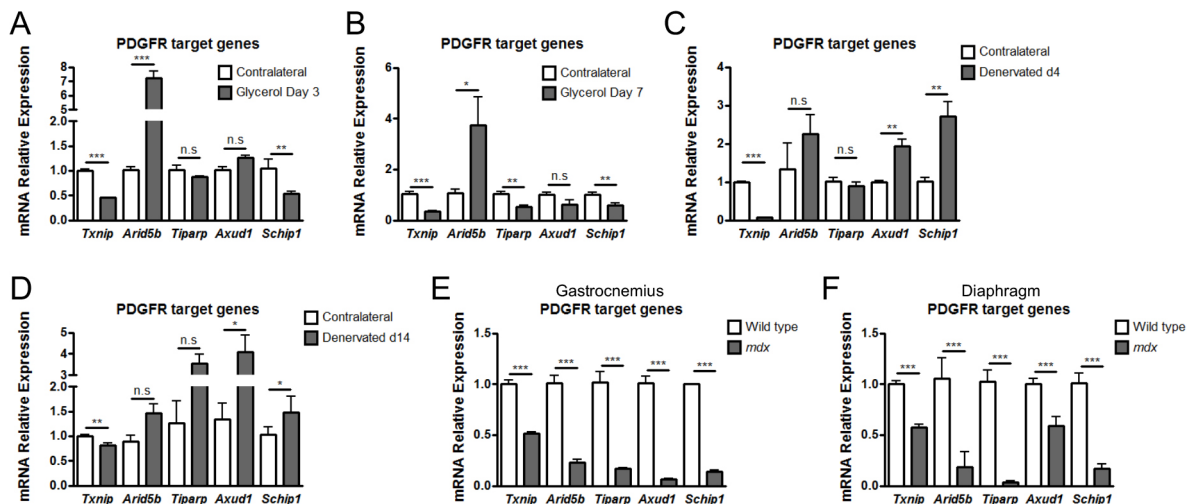 A
PDGFR target genes
mRNA Relative Expression
Contralateral
Glycerol Day 3
8
7
6
5
2.0
1.5
1.0
0.5
0.0
***
***
n.s
n.s
**
Txnip Arid5b Tiparp Axud1 Schip1
B
PDGFR target genes
mRNA Relative Expression
Contralateral
Glycerol Day 7
6
4
2
0
***
*
**
n.s
**
Txnip Arid5b Tiparp Axud1 Schip1
C
PDGFR target genes
mRNA Relative Expression
Contralateral
Denervated d4
4
3
2
1
0
***
n.s
n.s
**
**
Txnip Arid5b Tiparp Axud1 Schip1
D
PDGFR target genes
mRNA Relative Expression
Contralateral
Denervated d14
5
4
3
2
2.0
1.5
1.0
0.5
0.0
**
n.s
n.s
*
*
Txnip Arid5b Tiparp Axud1 Schip1
E
Gastrocnemius
PDGFR target genes
mRNA Relative Expression
Wild type
mdx
1.5
1.0
0.5
0.0
***
***
***
***
***
Txnip Arid5b Tiparp Axud1 Schip1
F
Diaphragm
PDGFR target genes
mRNA Relative Expression
Wild type
mdx
1.5
1.0
0.5
0.0
***
***
***
***
***
Txnip Arid5b Tiparp Axud1 Schip1